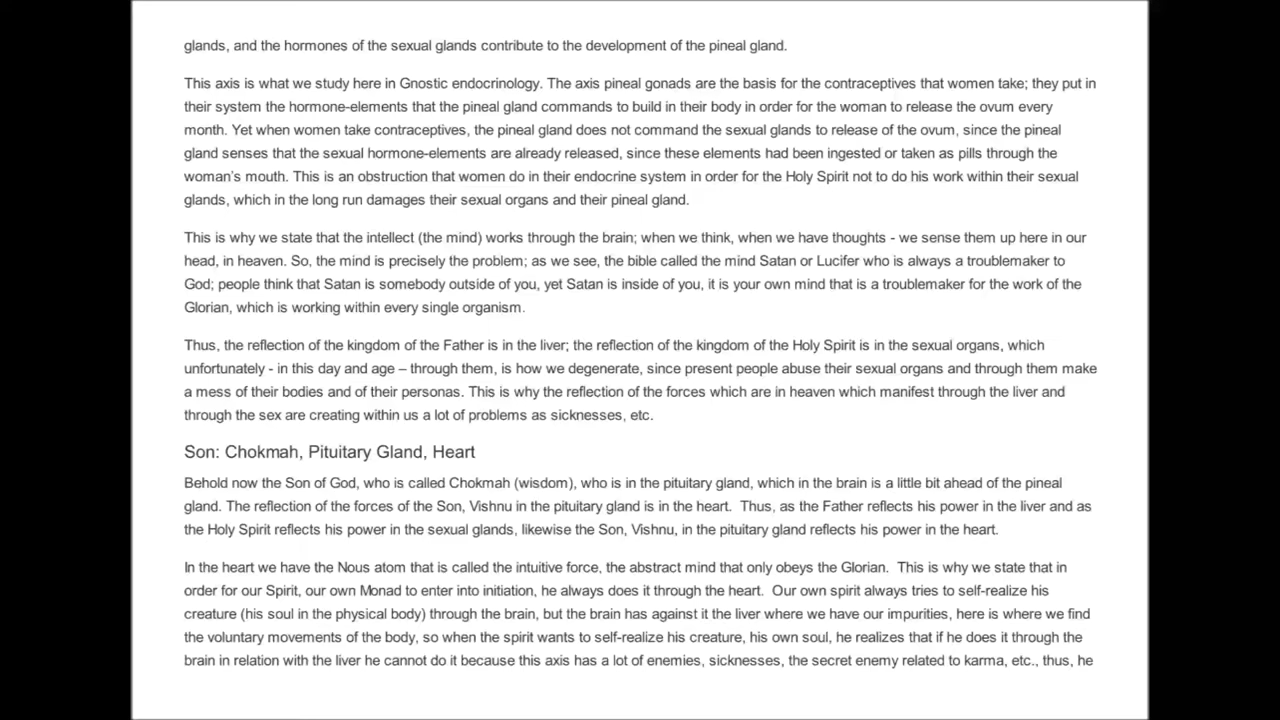 glands, and the hormones of the sexual glands contribute to the development of the pineal gland.
This axis is what we study here in Gnostic endocrinology. The axis pineal gonads are the basis for the contraceptives that women take; they put in
their system the hormone-elements that the pineal gland commands to build in their body in order for the woman to release the ovum every
month. Yet when women take contraceptives, the pineal gland does not command the sexual glands to release of the ovum, since the pineal
gland senses that the sexual hormone-elements are already released, since these elements had been ingested or taken as pills through the
woman's mouth. This is an obstruction that women do in their endocrine system in order for the Holy Spirit not to do his work within their sexual
glands, which in the long run damages their sexual organs and their pineal gland.
This is why we state that the intellect (the mind) works through the brain; when we think, when we have thoughts - we sense them up here in our
head, in heaven. So, the mind is precisely the problem; as we see, the bible called the mind Satan or Lucifer who is always a troublemaker to
God; people think that Satan is somebody outside of you, yet Satan is inside of you, it is your own mind that is a troublemaker for the work of the
Glorian, which is working within every single organism.
Thus, the reflection of the kingdom of the Father is in the liver; the reflection of the kingdom of the Holy Spirit is in the sexual organs, which
unfortunately - in this day and age – through them, is how we degenerate, since present people abuse their sexual organs and through them make
a mess of their bodies and of their personas. This is why the reflection of the forces which are in heaven which manifest through the liver and
through the sex are creating within us a lot of problems as sicknesses, etc.
Son: Chokmah, Pituitary Gland, Heart
Behold now the Son of God, who is called Chokmah (wisdom), who is in the pituitary gland, which in the brain is a little bit ahead of the pineal
gland. The reflection of the forces of the Son, Vishnu in the pituitary gland is in the heart.  Thus, as the Father reflects his power in the liver and as
the Holy Spirit reflects his power in the sexual glands, likewise the Son, Vishnu, in the pituitary gland reflects his power in the heart.
In the heart we have the Nous atom that is called the intuitive force, the abstract mind that only obeys the Glorian.  This is why we state that in
order for our Spirit, our own Monad to enter into initiation, he always does it through the heart.  Our own spirit always tries to self-realize his
creature (his soul in the physical body) through the brain, but the brain has against it the liver where we have our impurities, here is where we find
the voluntary movements of the body, so when the spirit wants to self-realize his creature, his own soul, he realizes that if he does it through the
brain in relation with the liver he cannot do it because this axis has a lot of enemies, sicknesses, the secret enemy related to karma, etc., thus, he